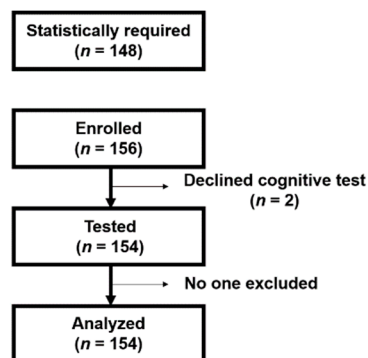 Statistically required
(n = 148)
Enrolled
(n = 156)
Declined cognitive test
(n = 2)
Tested
(n = 154)
No one excluded
Analyzed
(n = 154)